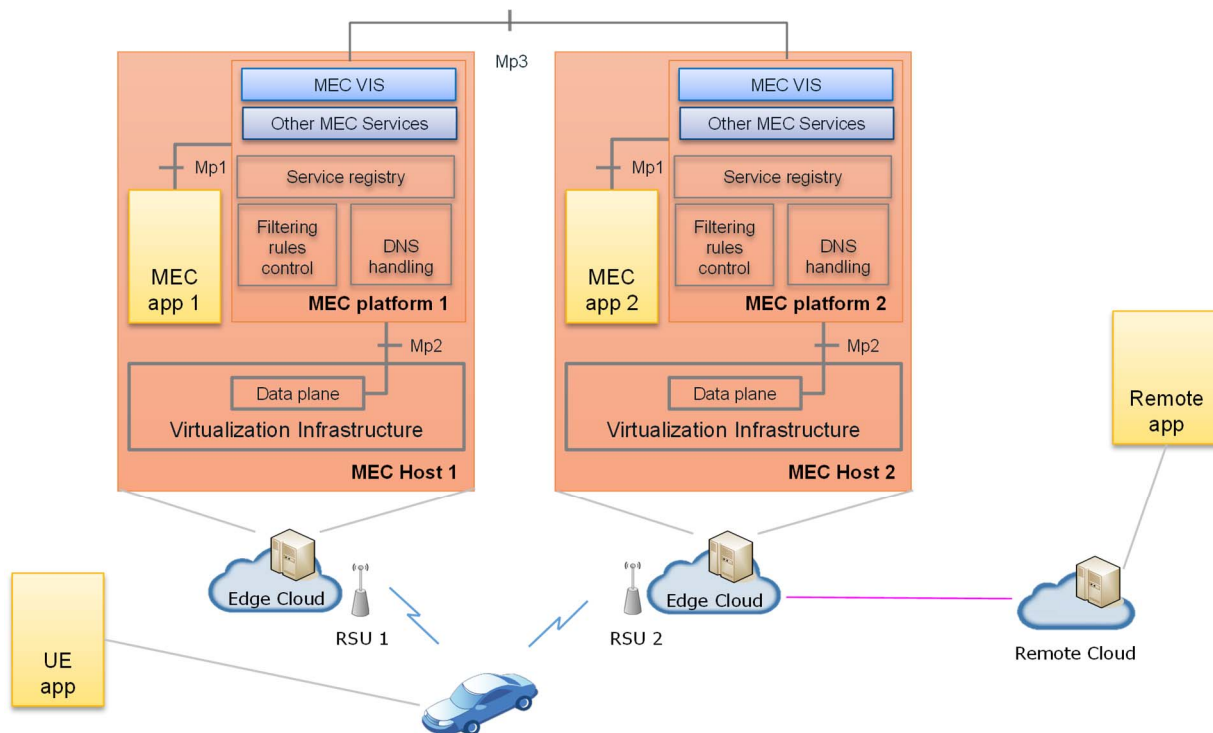 Mp3
MEC VIS
Other MEC Services
Mp1
Service registry
Filtering
rules
control
DNS
handling
MEC
app 1
MEC platform 1
Mp2
Data plane
Virtualization Infrastructure
MEC Host 1
MEC VIS
Other MEC Services
Mp1
Service registry
Filtering
rules
control
DNS
handling
MEC
app 2
MEC platform 2
Mp2
Data plane
Virtualization Infrastructure
MEC Host 2
Remote
app
Edge Cloud
RSU 1
RSU 2
Edge Cloud
Remote Cloud
UE
app